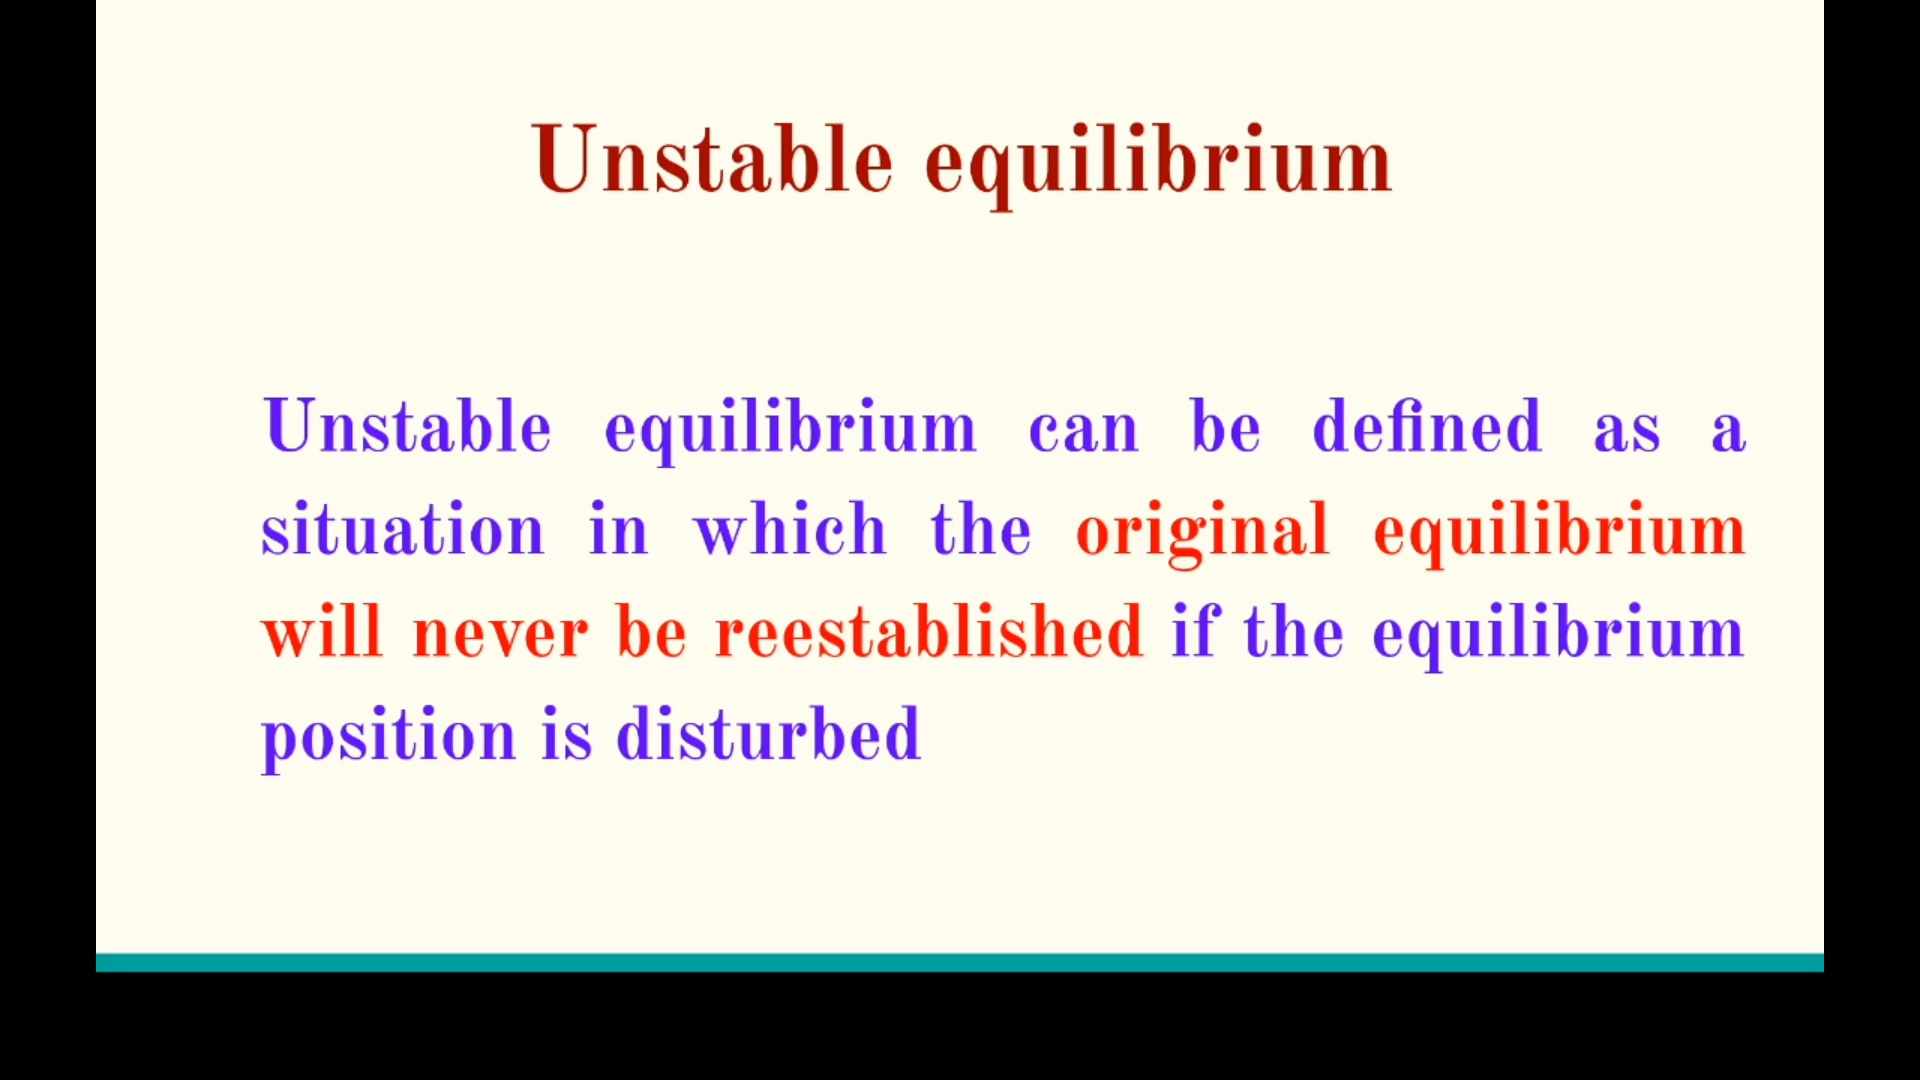 Unstable equilibrium
Unstable equilibrium can be defined as a
situation in which the original equilibrium
will never be reestablished if the equilibrium
position is disturbed